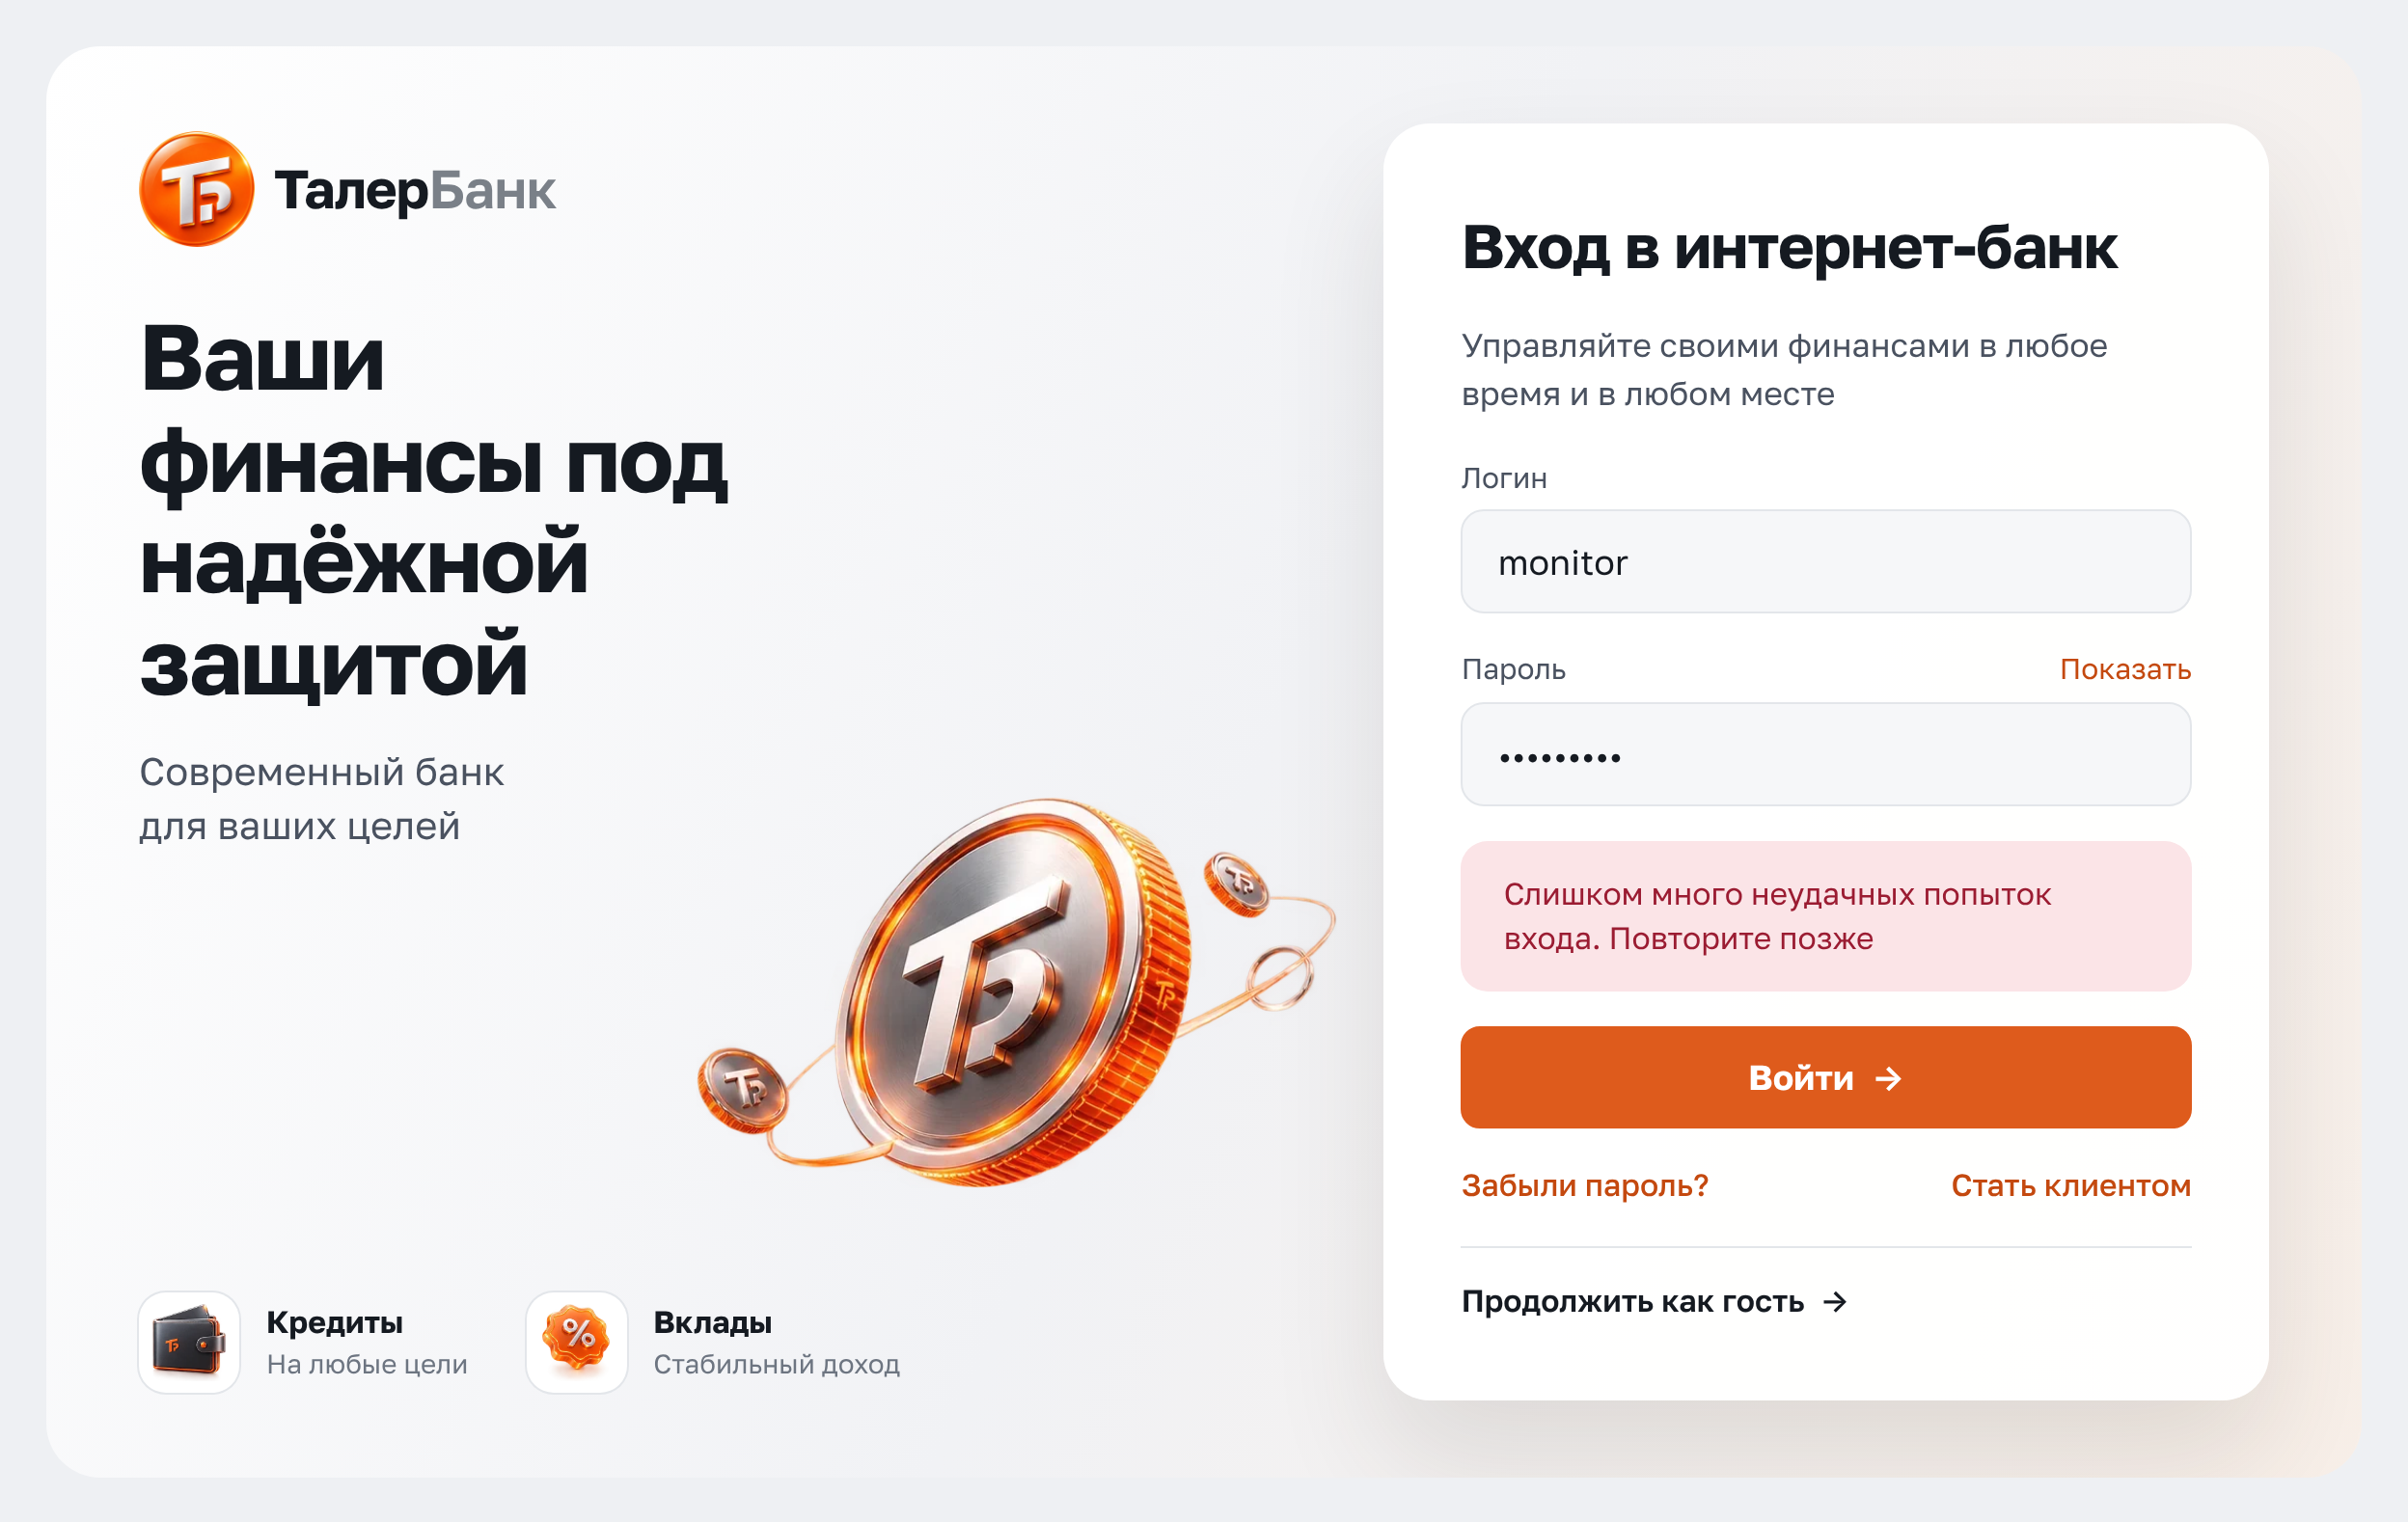 ТалерБанк
Ваши
финансы под
надёжной
защитой
Современный банк
для ваших целей
Кредиты
На любые цели
Вклады
Стабильный доход
Вход в интернет-банк
Управляйте своими финансами в любое
время и в любом месте
Логин
monitor
Пароль
Показать
•••••••••
Слишком много неудачных попыток
входа. Повторите позже
Войти →
Забыли пароль?
Стать клиентом
Продолжить как гость →